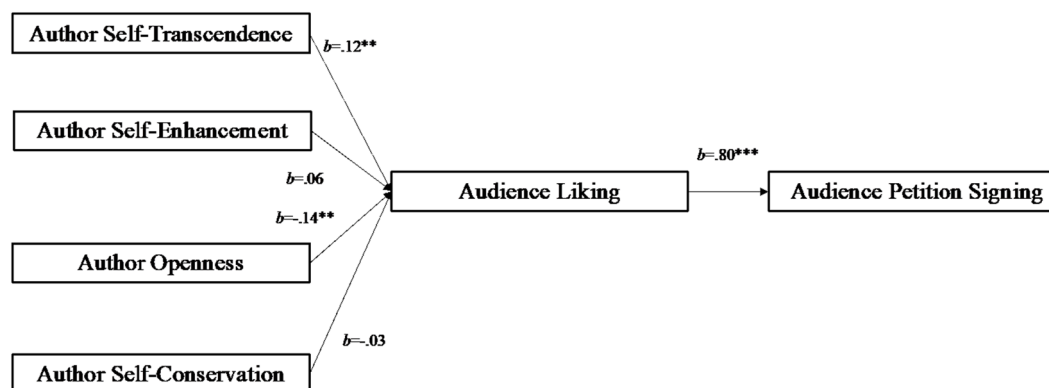 Author Self-Transcendence
b=.12**
Author Self-Enhancement
b=.06
b=-.14**
Author Openness
b=-.03
Author Self-Conservation
Audience Liking
b=.80***
Audience Petition Signing